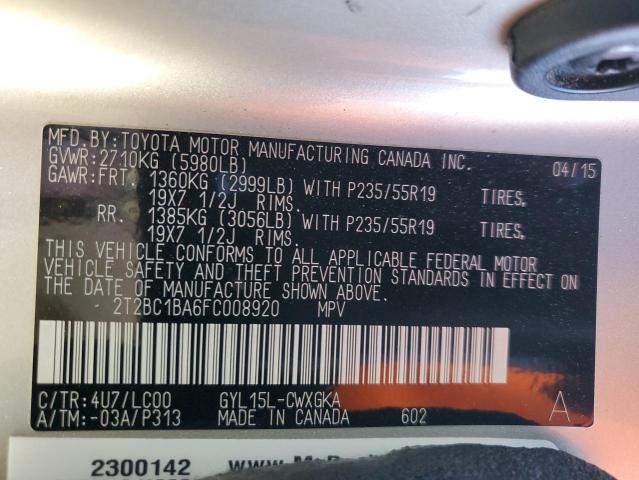 MFD.BY:TOYOTA MOTOR MANUFACTURING CANADA INC. 04/15
GVWR:2710KG (5980LB)
GAWR:FRT. 1360KG (2999LB) WITH P235/55R19 TIRES,
19X7 1/2J RIMS.
RR. 1385KG (3056LB) WITH P235/55R19 TIRES,
19X7 1/2J RIMS.
THIS VEHICLE CONFORMS TO ALL APPLICABLE FEDERAL MOTOR
VEHICLE SAFETY AND THEFT PREVENTION STANDARDS IN EFFECT ON
THE DATE OF MANUFACTURE SHOWN ABOVE.
2T2BC1BA6FC008920 MPV
C/TR:4U7/LC00 GYL15L-CWXGKA
A/TM:-03A/P313 MADE IN CANADA 602 A
2300142